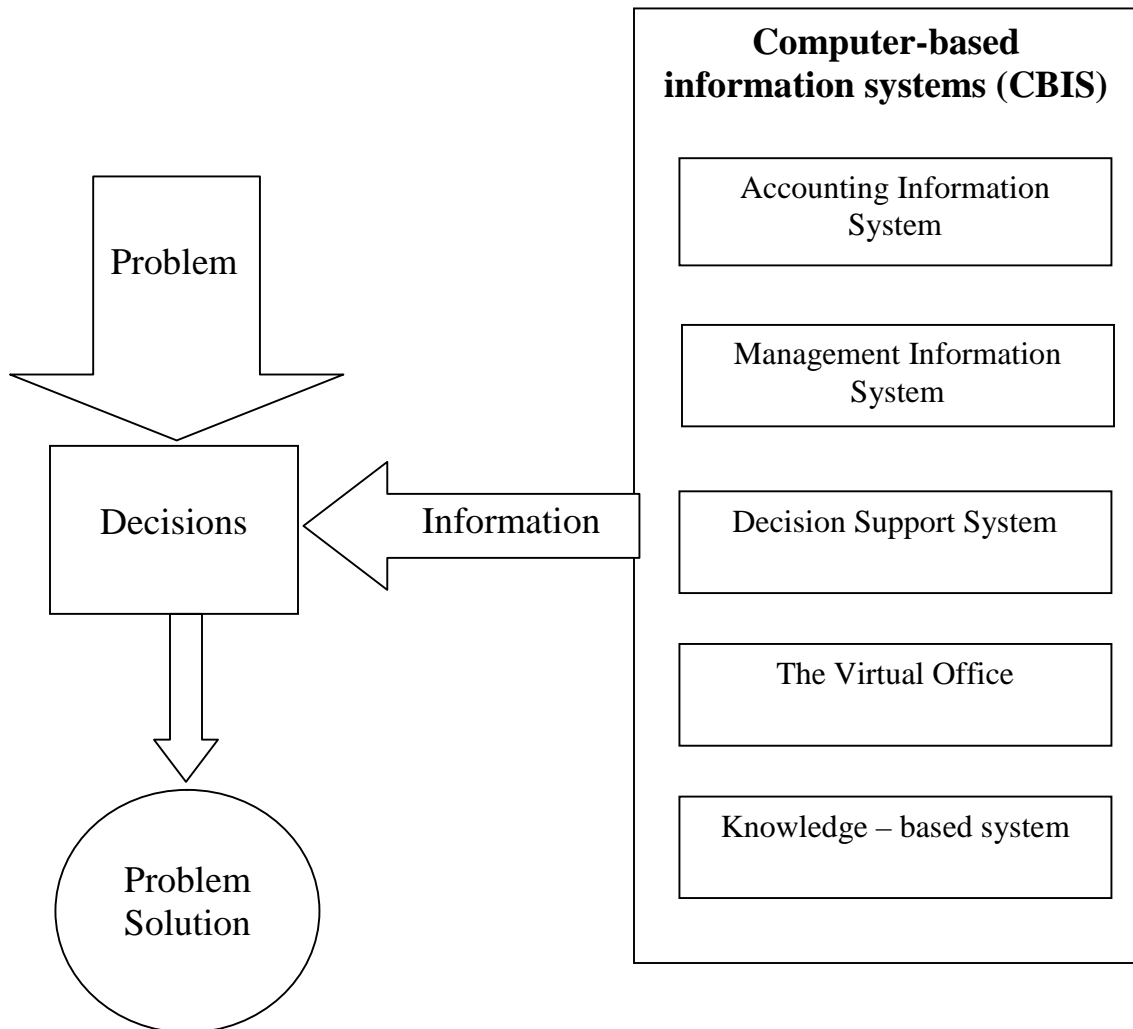 Computer-based
information systems (CBIS)
Accounting Information
System
Problem
Management Information
System
Decisions
Information
Decision Support System
The Virtual Office
Knowledge – based system
Problem
Solution